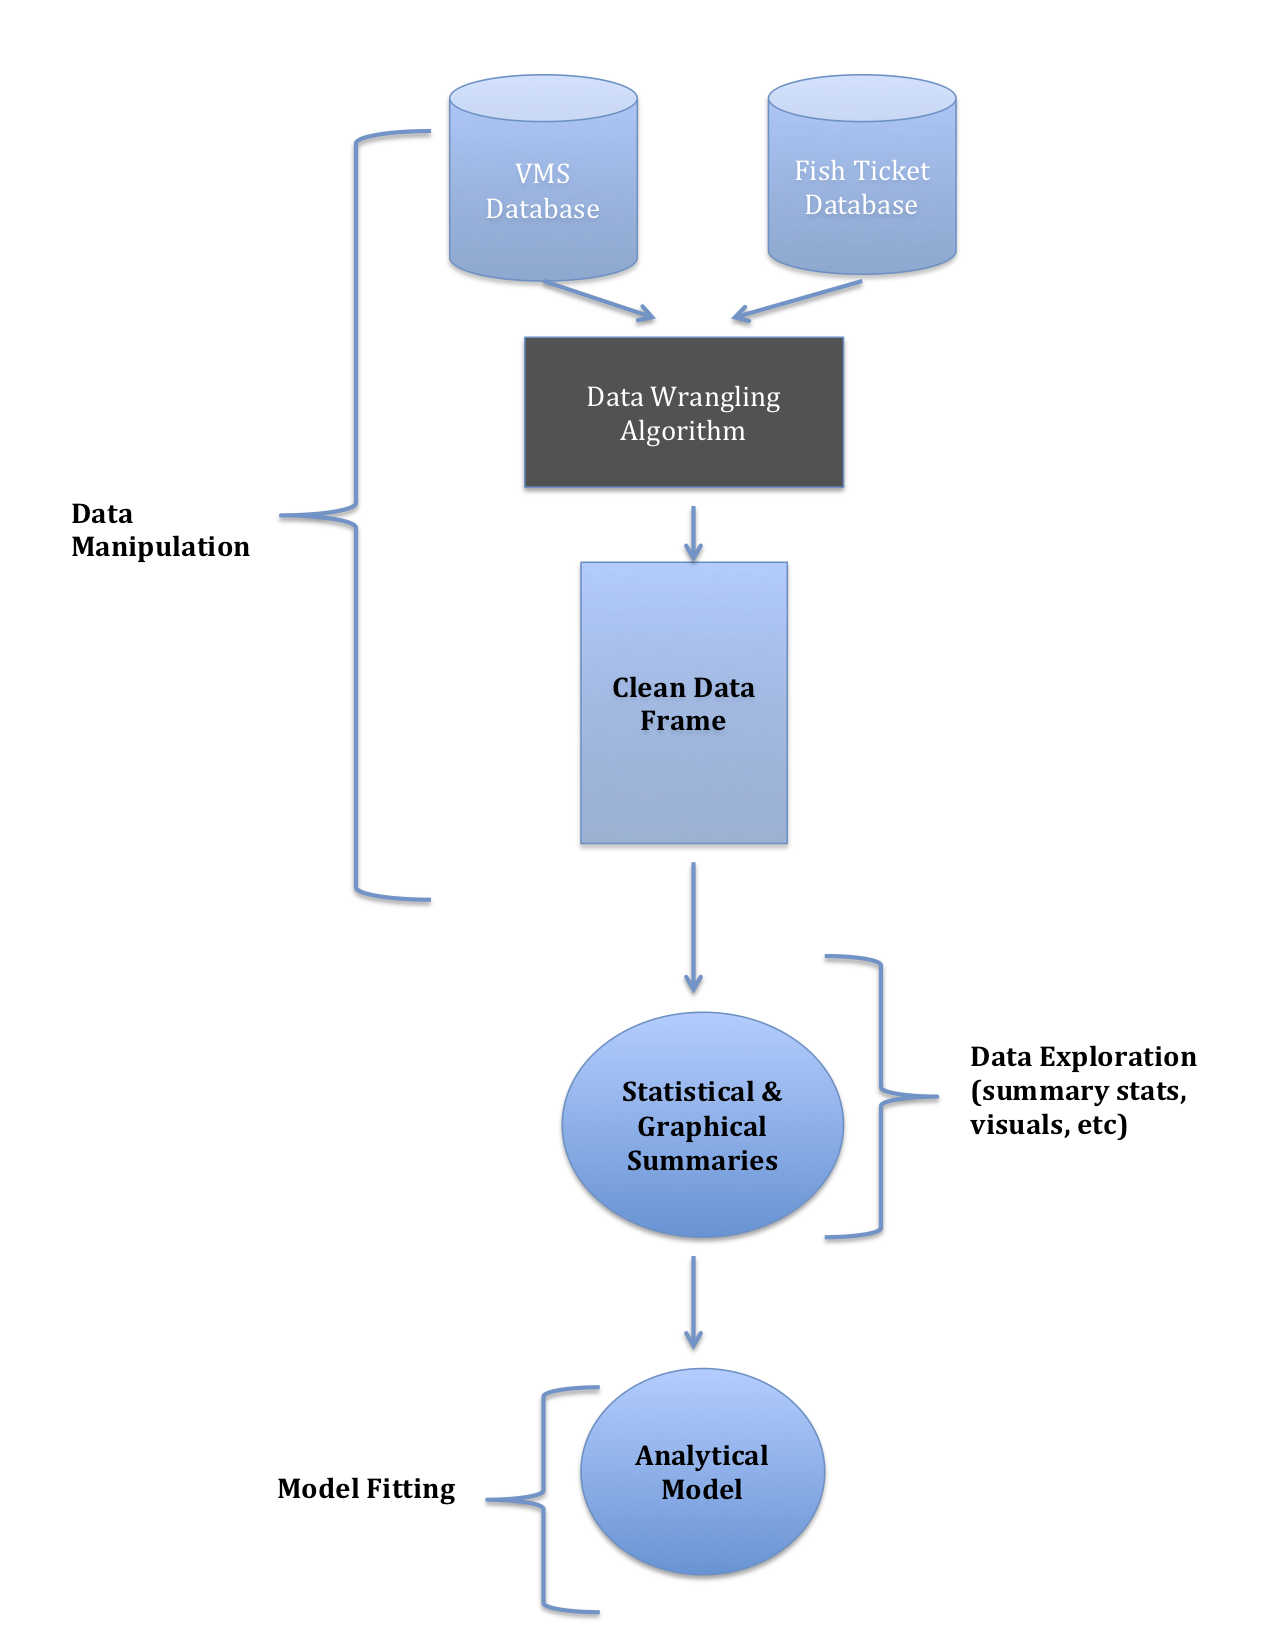 VMS
Database
Fish Ticket
Database
Data Wrangling
Algorithm
Data
Manipulation
Clean Data
Frame
Statistical &
Graphical
Summaries
Data Exploration
(summary stats,
visuals, etc)
Analytical
Model
Model Fitting